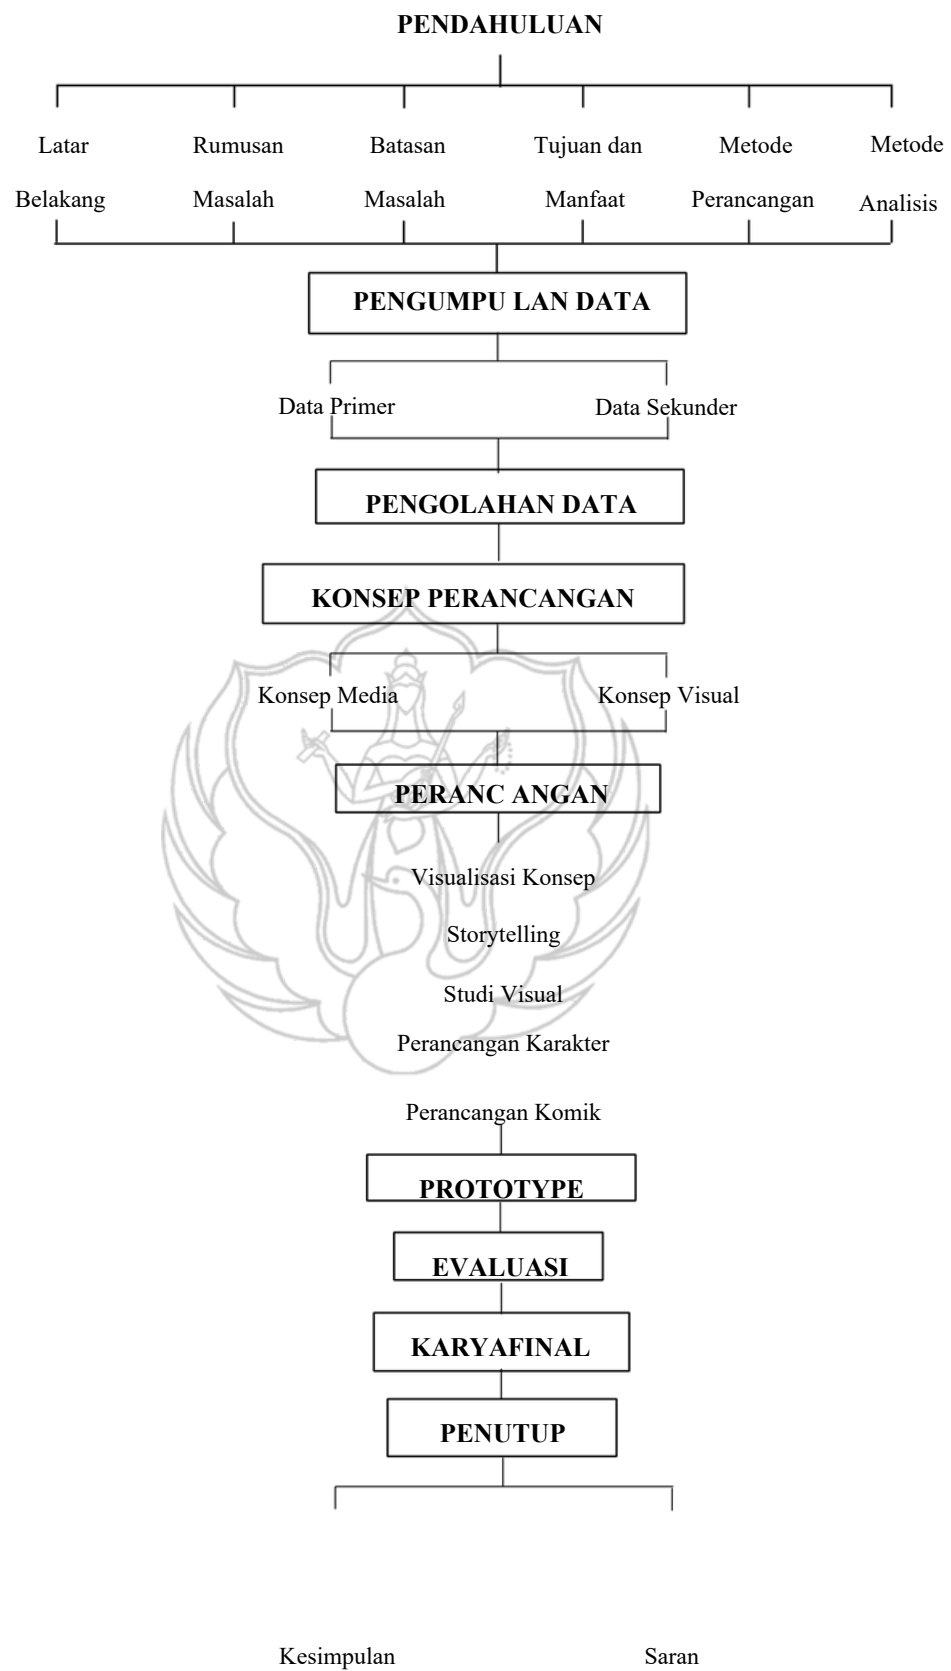 PENDAHULUAN
Latar Rumusan Batasan Tujuan dan Metode Metode
Belakang Masalah Masalah Manfaat Perancangan Analisis
PENGUMPU LAN DATA
Data Primer Data Sekunder
PENGOLAHAN DATA
KONSEP PERANCANGAN
Konsep Media Konsep Visual
PERANC ANGAN
Visualisasi Konsep
Storytelling
Studi Visual
Perancangan Karakter
Perancangan Komik
PROTOTYPE
EVALUASI
KARYAFINAL
PENUTUP
Kesimpulan Saran